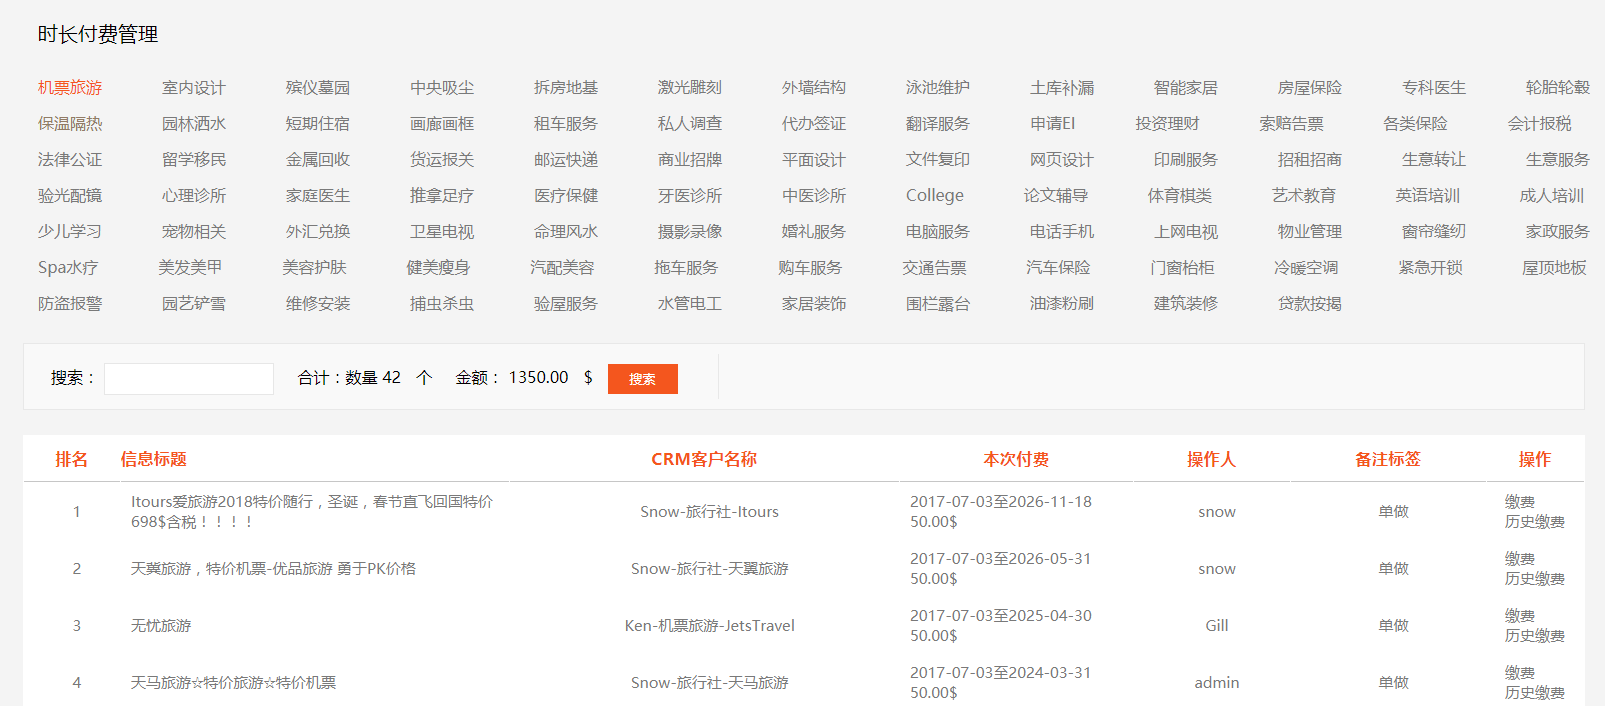 时长付费管理
机票旅游 室内设计 殡仪墓园 中央吸尘 拆房地基 激光雕刻 外墙结构 泳池维护 土库补漏 智能家居 房屋保险 专科医生 轮胎轮毂
保温隔热 园林洒水 短期住宿 画廊画框 租车服务 私人调查 代办签证 翻译服务 申请EI 投资理财 索赔告票 各类保险 会计报税
法律公证 留学移民 金属回收 货运报关 邮运快递 商业招牌 平面设计 文件复印 网页设计 印刷服务 招租招商 生意转让 生意服务
验光配镜 心理诊所 家庭医生 推拿足疗 医疗保健 牙医诊所 中医诊所 College 论文辅导 体育棋类 艺术教育 英语培训 成人培训
少儿学习 宠物相关 外汇兑换 卫星电视 命理风水 摄影录像 婚礼服务 电脑服务 电话手机 上网电视 物业管理 窗帘缝纫 家政服务
Spa水疗 美发美甲 美容护肤 健美瘦身 汽配美容 拖车服务 购车服务 交通告票 汽车保险 门窗枱柜 冷暖空调 紧急开锁 屋顶地板
防盗报警 园艺铲雪 维修安装 捕虫杀虫 验屋服务 水管电工 家居装饰 围栏露台 油漆粉刷 建筑装修 贷款按揭
搜索： 合计：数量 42 个 金额： 1350.00 $ 搜索
排名 信息标题 CRM客户名称 本次付费 操作人 备注标签 操作
1 Itours爱旅游2018特价随行，圣诞，春节直飞回国特价 Snow-旅行社-Itours 2017-07-03至2026-11-18 snow 单做 缴费
698$含税！！！！ 50.00$ 历史缴费
2 天翼旅游，特价机票-优品旅游 勇于PK价格 Snow-旅行社-天翼旅游 2017-07-03至2026-05-31 snow 单做 缴费
50.00$ 历史缴费
3 无忧旅游 Ken-机票旅游-JetsTravel 2017-07-03至2025-04-30 Gill 单做 缴费
50.00$ 历史缴费
4 天马旅游☆特价旅游☆特价机票 Snow-旅行社-天马旅游 2017-07-03至2024-03-31 admin 单做 缴费
50.00$ 历史缴费